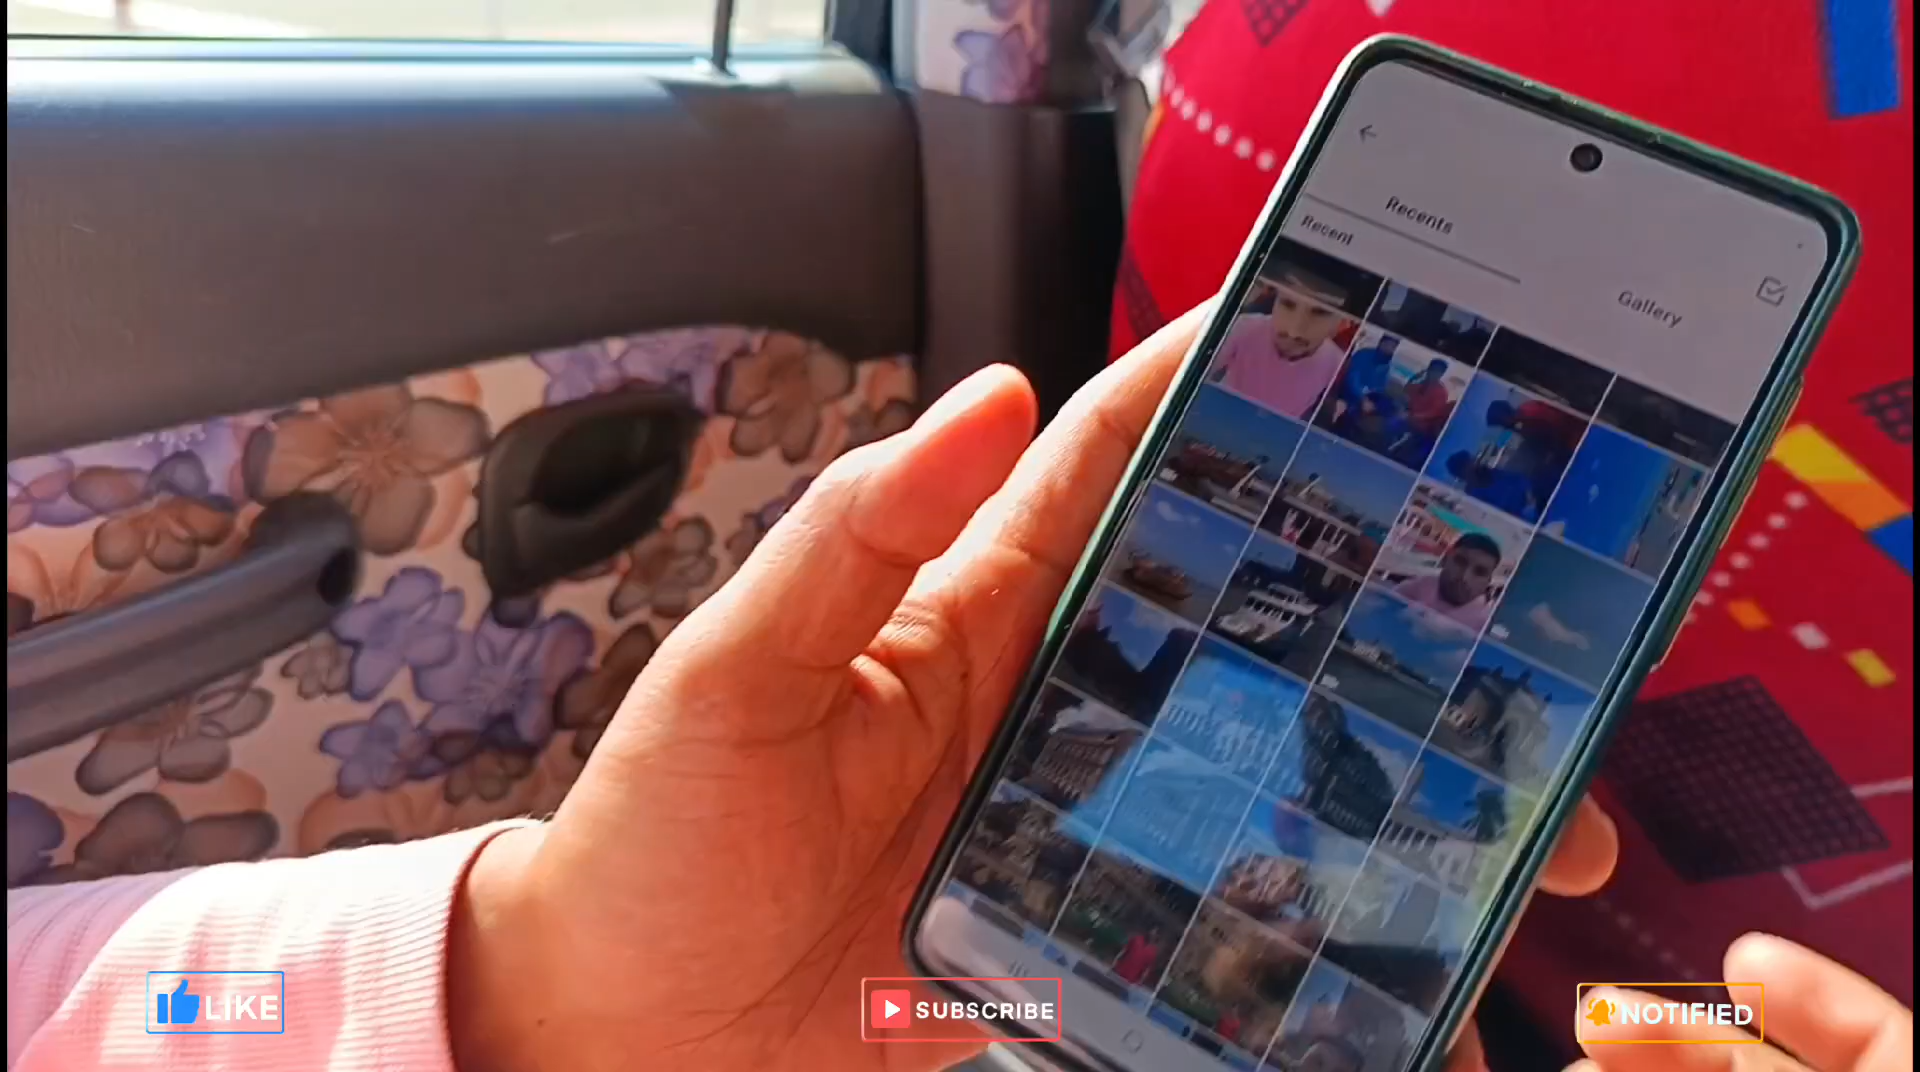 Recents
Recent
Gallery
LIKE
SUBSCRIBE
NOTIFIED